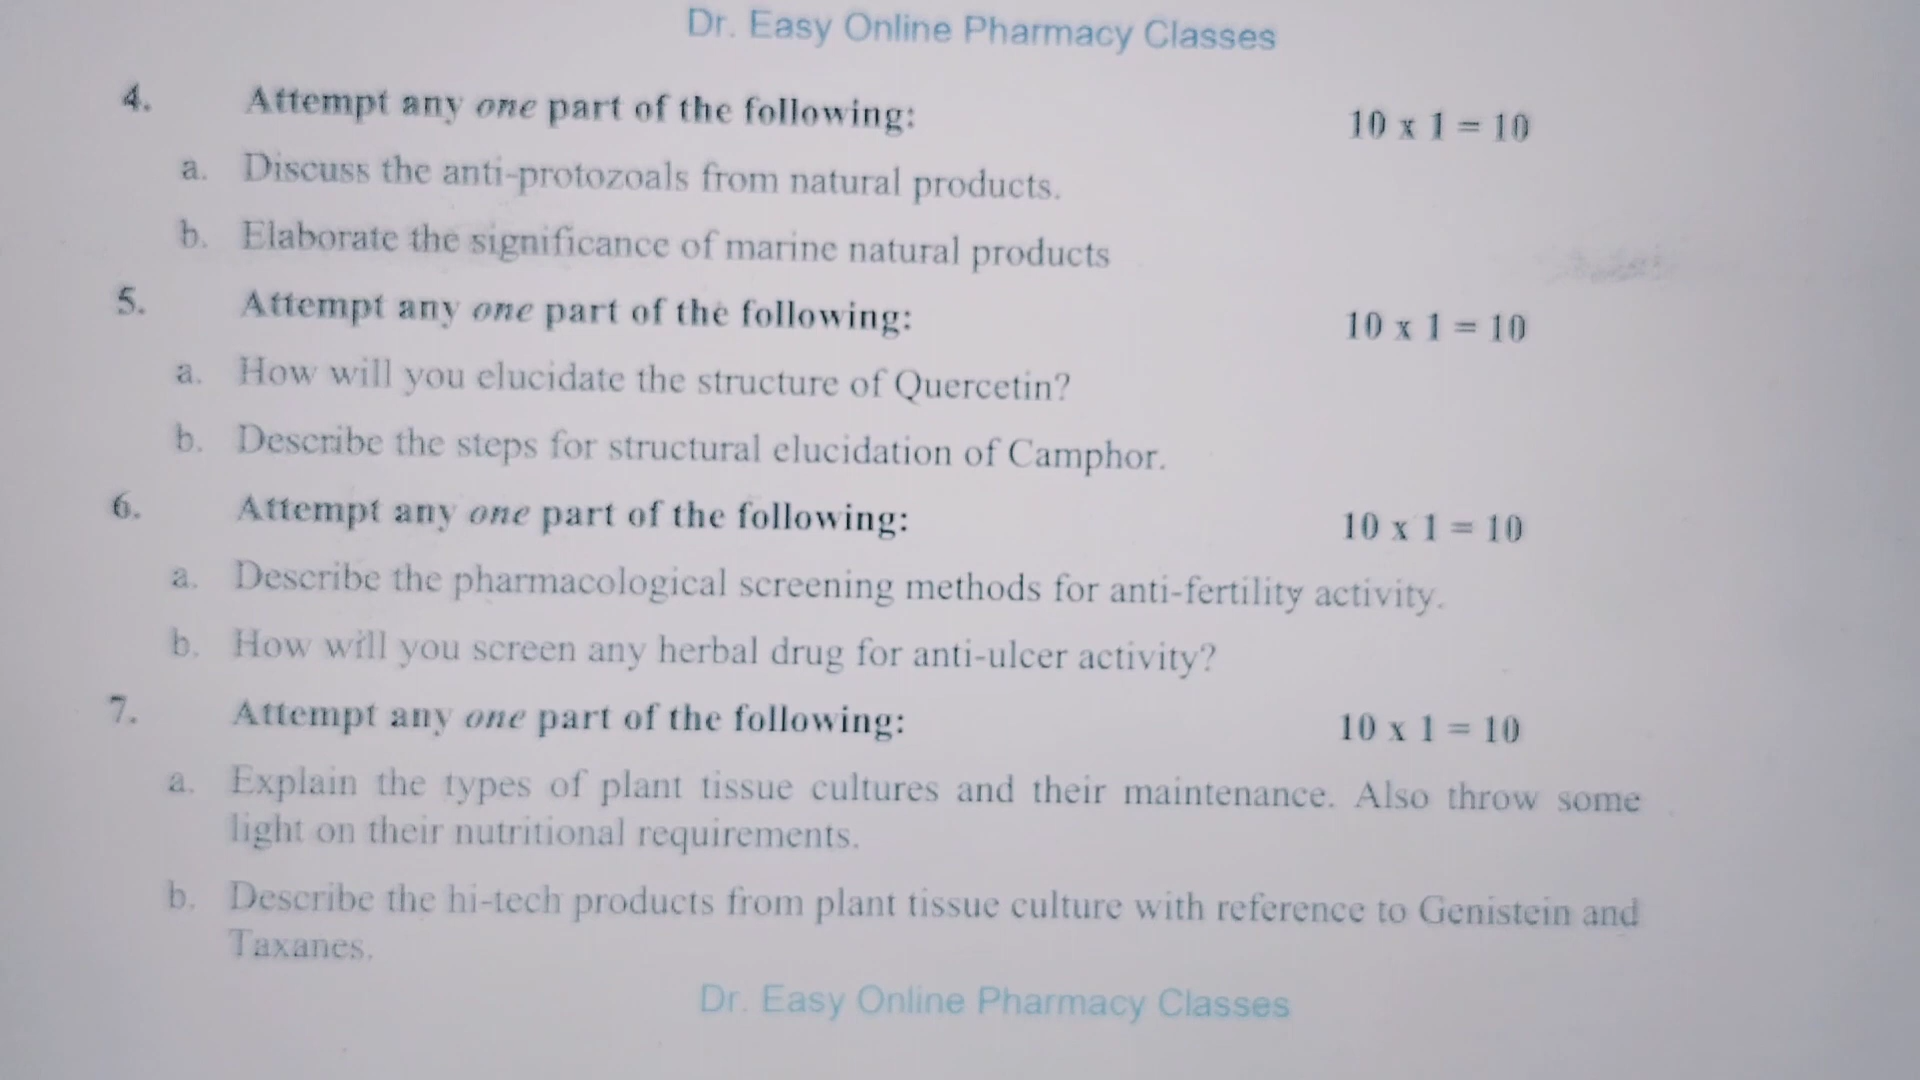 Dr. Easy Online Pharmacy Classes
4. Attempt any one part of the following: 10 x 1 = 10
a. Discuss the anti-protozoals from natural products.
b. Elaborate the significance of marine natural products
5. Attempt any one part of the following: 10 x 1 = 10
a. How will you elucidate the structure of Quercetin?
b. Describe the steps for structural elucidation of Camphor.
6. Attempt any one part of the following: 10 x 1 = 10
a. Describe the pharmacological screening methods for anti-fertility activity.
b. How will you screen any herbal drug for anti-ulcer activity?
7. Attempt any one part of the following: 10 x 1 = 10
a. Explain the types of plant tissue cultures and their maintenance. Also throw some
light on their nutritional requirements.
b. Describe the hi-tech products from plant tissue culture with reference to Genistein and
Taxanes.
Dr. Easy Online Pharmacy Classes